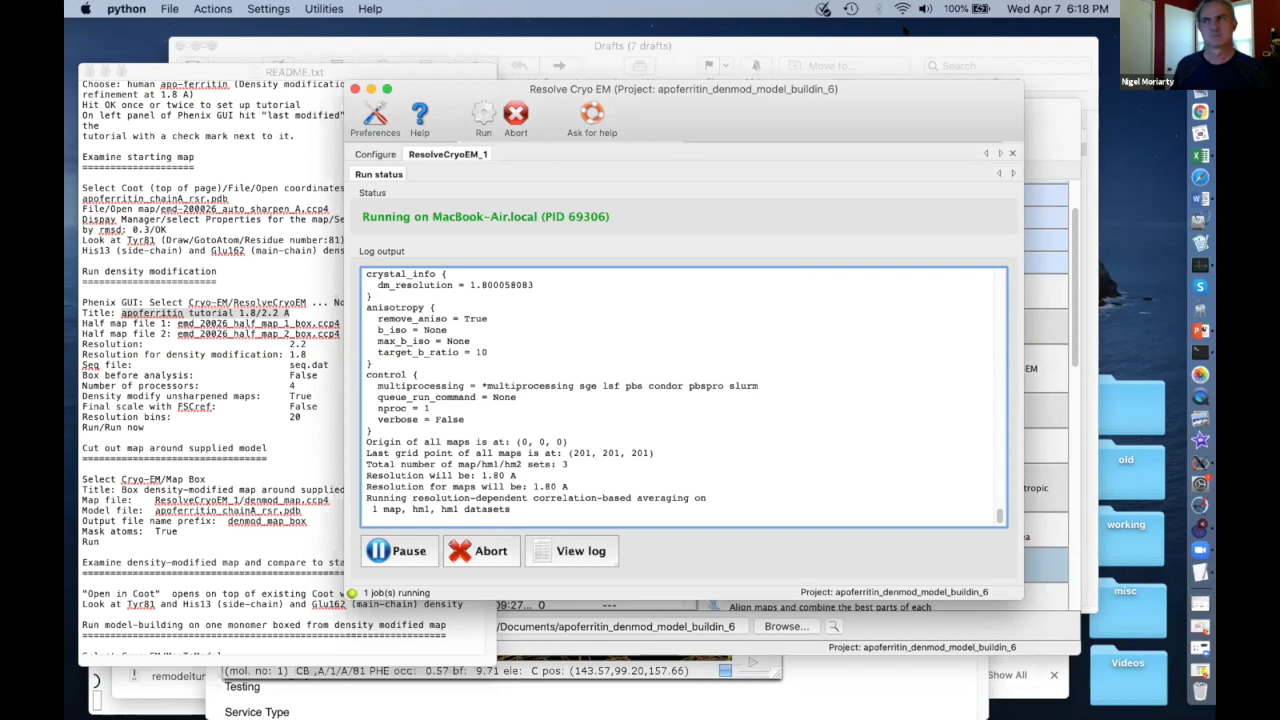 python File Actions Settings Utilities Help
100% Wed Apr 7 6:18 PM
Nigel Moriarty
Drafts (7 drafts)
Move to...
Search
README.txt
Choose: human apo-ferritin (Density modificatio
refinement at 1.8 A)
Hit OK once or twice to set up tutorial
On left panel of Phenix GUI hit "last modified"
the
tutorial with a check mark next to it.
Examine starting map
====================
Select Coot (top of page)/File/Open coordinates
apoferritin_chainA_rsr.pdb
File/Open map/emd-200026_auto_sharpen_A.ccp4
Dispay Manager/select Properties for the map/Se
by rmsd: 0.3/OK
Look at Tyr81 (Draw/GotoAtom/Residue number:81)
His13 (side-chain) and Glu162 (main-chain) dens
Run density modification
========================
Phenix GUI: Select Cryo-EM/ResolveCryoEM ... No
Title: apoferritin tutorial 1.8/2.2 A
Half map file 1: emd_20026_half_map_1_box.ccp4
Half map file 2: emd_20026_half_map_2_box.ccp4
Resolution: 2.2
Resolution for density modification: 1.8
Seq file: seq.dat
Box before analysis: False
Number of processors: 4
Density modify unsharpened maps: True
Final scale with FSCref: False
Resolution bins: 20
Run/Run now
Cut out map around supplied model
=================================
Select Cryo-EM/Map Box
Title: Box density-modified map around supplied
Map file: ResolveCryoEM_1/denmod_map.ccp4
Model file: apoferritin_chainA_rsr.pdb
Output file name prefix: denmod_map_box
Mask atoms: True
Run
Examine density-modified map and compare to sta
"Open in Coot" opens on top of existing Coot w
Look at Tyr81 and His13 (side-chain) and Glu162 (main-chain) density
Run model-building on one monomer boxed from density modified map
=================================================================
Resolve Cryo EM (Project: apoferritin_denmod_model_buildin_6)
Preferences Help Run Abort Ask for help
Configure ResolveCryoEM_1
Run status
Status
Running on MacBook-Air.local (PID 69306)
Log output
crystal_info {
dm_resolution = 1.800058083
}
anisotropy {
remove_aniso = True
b_iso = None
max_b_iso = None
target_b_ratio = 10
}
control {
multiprocessing = *multiprocessing sge lsf pbs condor pbspro slurm
queue_run_command = None
nproc = 1
verbose = False
}
Origin of all maps is at: (0, 0, 0)
Last grid point of all maps is at: (201, 201, 201)
Total number of map/hm1/hm2 sets: 3
Resolution will be: 1.80 A
Resolution for maps will be: 1.80 A
Running resolution-dependent correlation-based averaging on
1 map, hm1, hm1 datasets
Pause Abort View log
1 job(s) running
Project: apoferritin_denmod_model_buildin_6
EM
tropic
ea
09:27... 0 ---
Align maps and combine the best parts of each
/Documents/apoferritin_denmod_model_buildin_6 Browse...
Project: apoferritin_denmod_model_buildin_6
(mol. no: 1) CB ,A/1/A/81 PHE occ: 0.57 bf: 9.71 ele: C pos: (143.57,99.20,157.66)
remodeltur
Show All
Testing
Service Type
old
working
misc
Videos